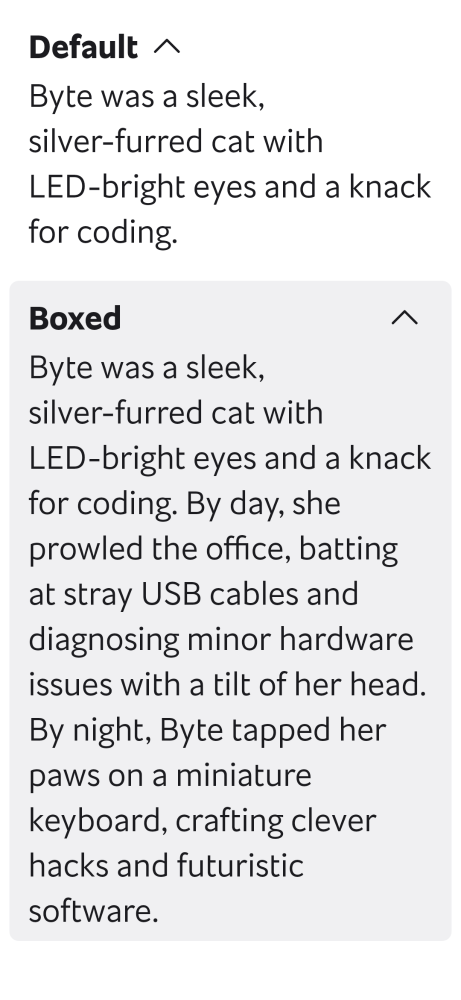 Default
Byte was a sleek,
silver-furred cat with
LED-bright eyes and a knack
for coding.
Boxed
Byte was a sleek,
silver-furred cat with
LED-bright eyes and a knack
for coding. By day, she
prowled the office, batting
at stray USB cables and
diagnosing minor hardware
issues with a tilt of her head.
By night, Byte tapped her
paws on a miniature
keyboard, crafting clever
hacks and futuristic
software.